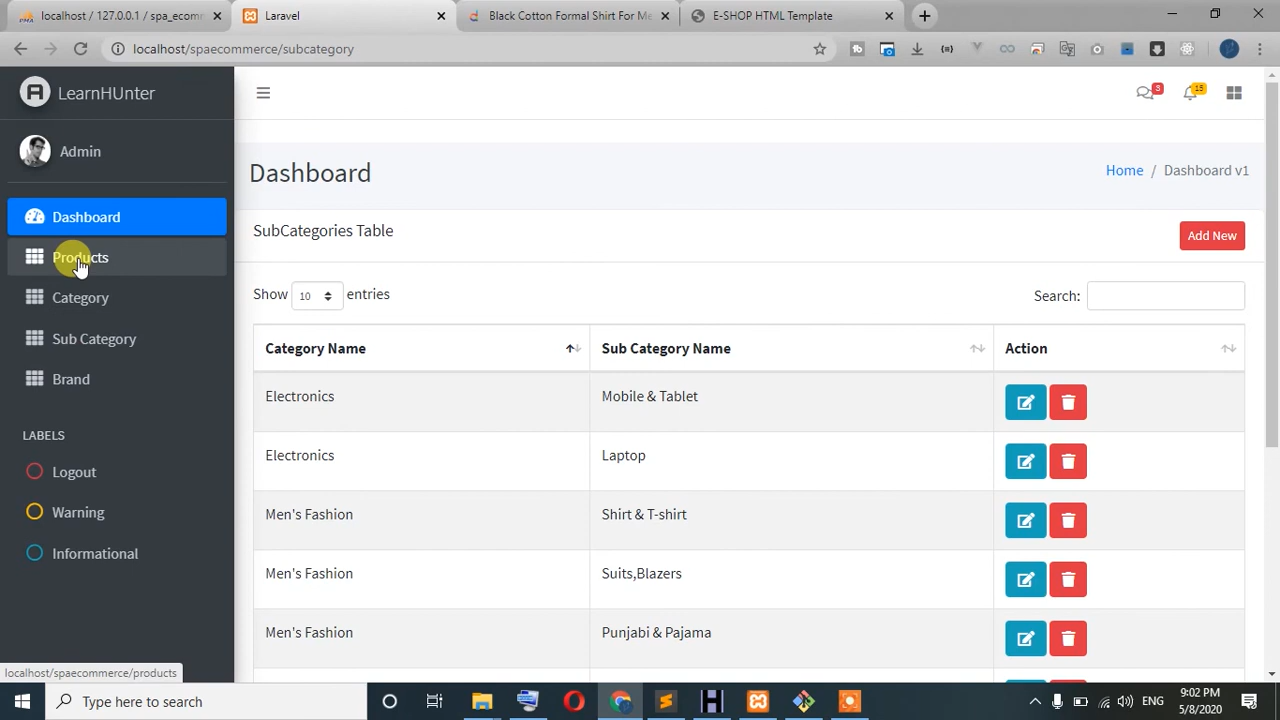 localhost / 127.0.0.1 / spa_ecomm
Laravel
Black Cotton Formal Shirt For Me
E-SHOP HTML Template
localhost/spaecommerce/subcategory
LearnHUnter
3
15
Admin
Dashboard
Home / Dashboard v1
Dashboard
Products
Category
Sub Category
Brand
LABELS
Logout
Warning
Informational
SubCategories Table
Add New
Show 10 entries
Search:
Category Name Sub Category Name Action
Electronics Mobile & Tablet
Electronics Laptop
Men's Fashion Shirt & T-shirt
Men's Fashion Suits,Blazers
Men's Fashion Punjabi & Pajama
localhost/spaecommerce/products
Type here to search
ENG
9:02 PM
5/8/2020